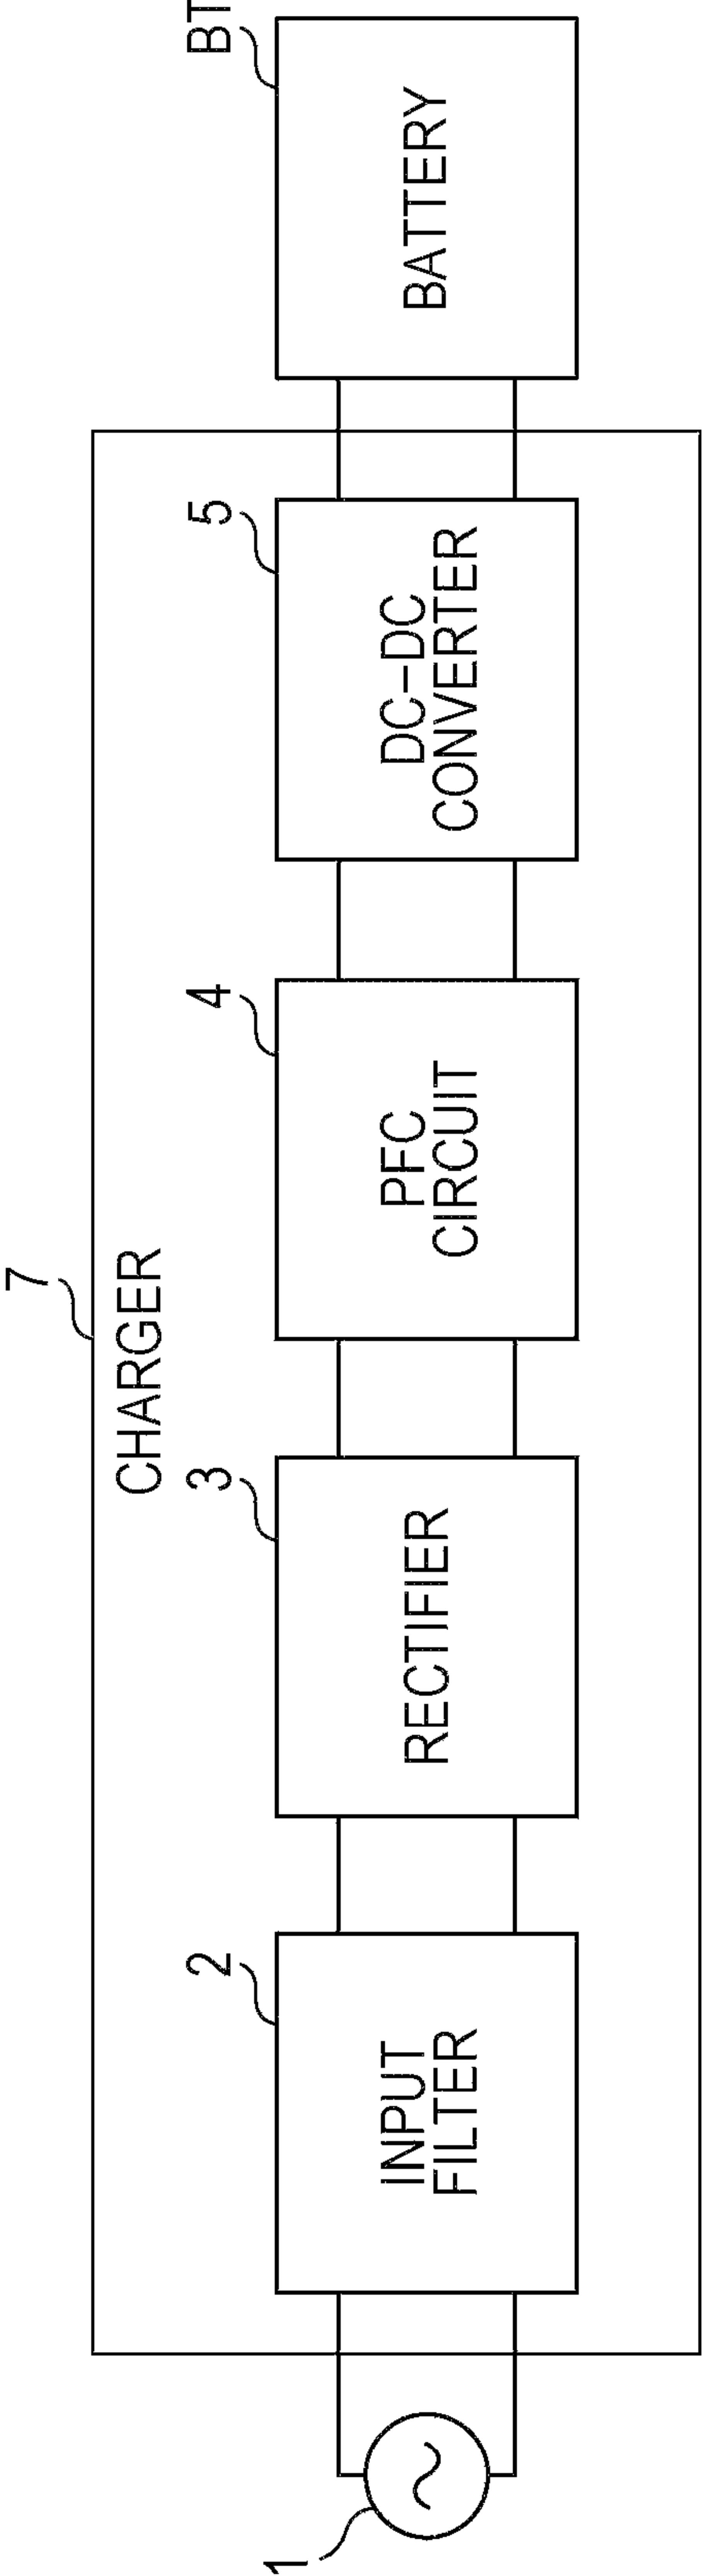 7
CHARGER
1
2
INPUT
FILTER
3
RECTIFIER
4
PFC
CIRCUIT
5
DC-DC
CONVERTER
BT
BATTERY